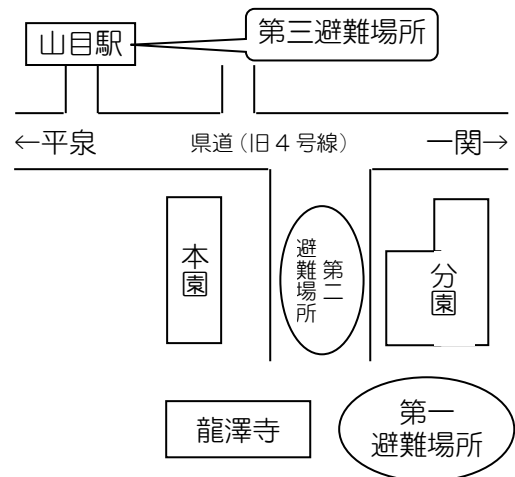 山目駅
第三避難場所
←平泉
県道(旧4号線)
一関→
本園
第二
避難場所
分園
龍澤寺
第一
避難場所